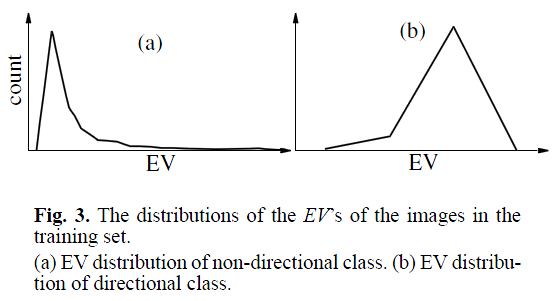 (a)
(b)
count
EV
EV
Fig. 3. The distributions of the EV's of the images in the
training set.
(a) EV distribution of non-directional class. (b) EV distribu-
tion of directional class.